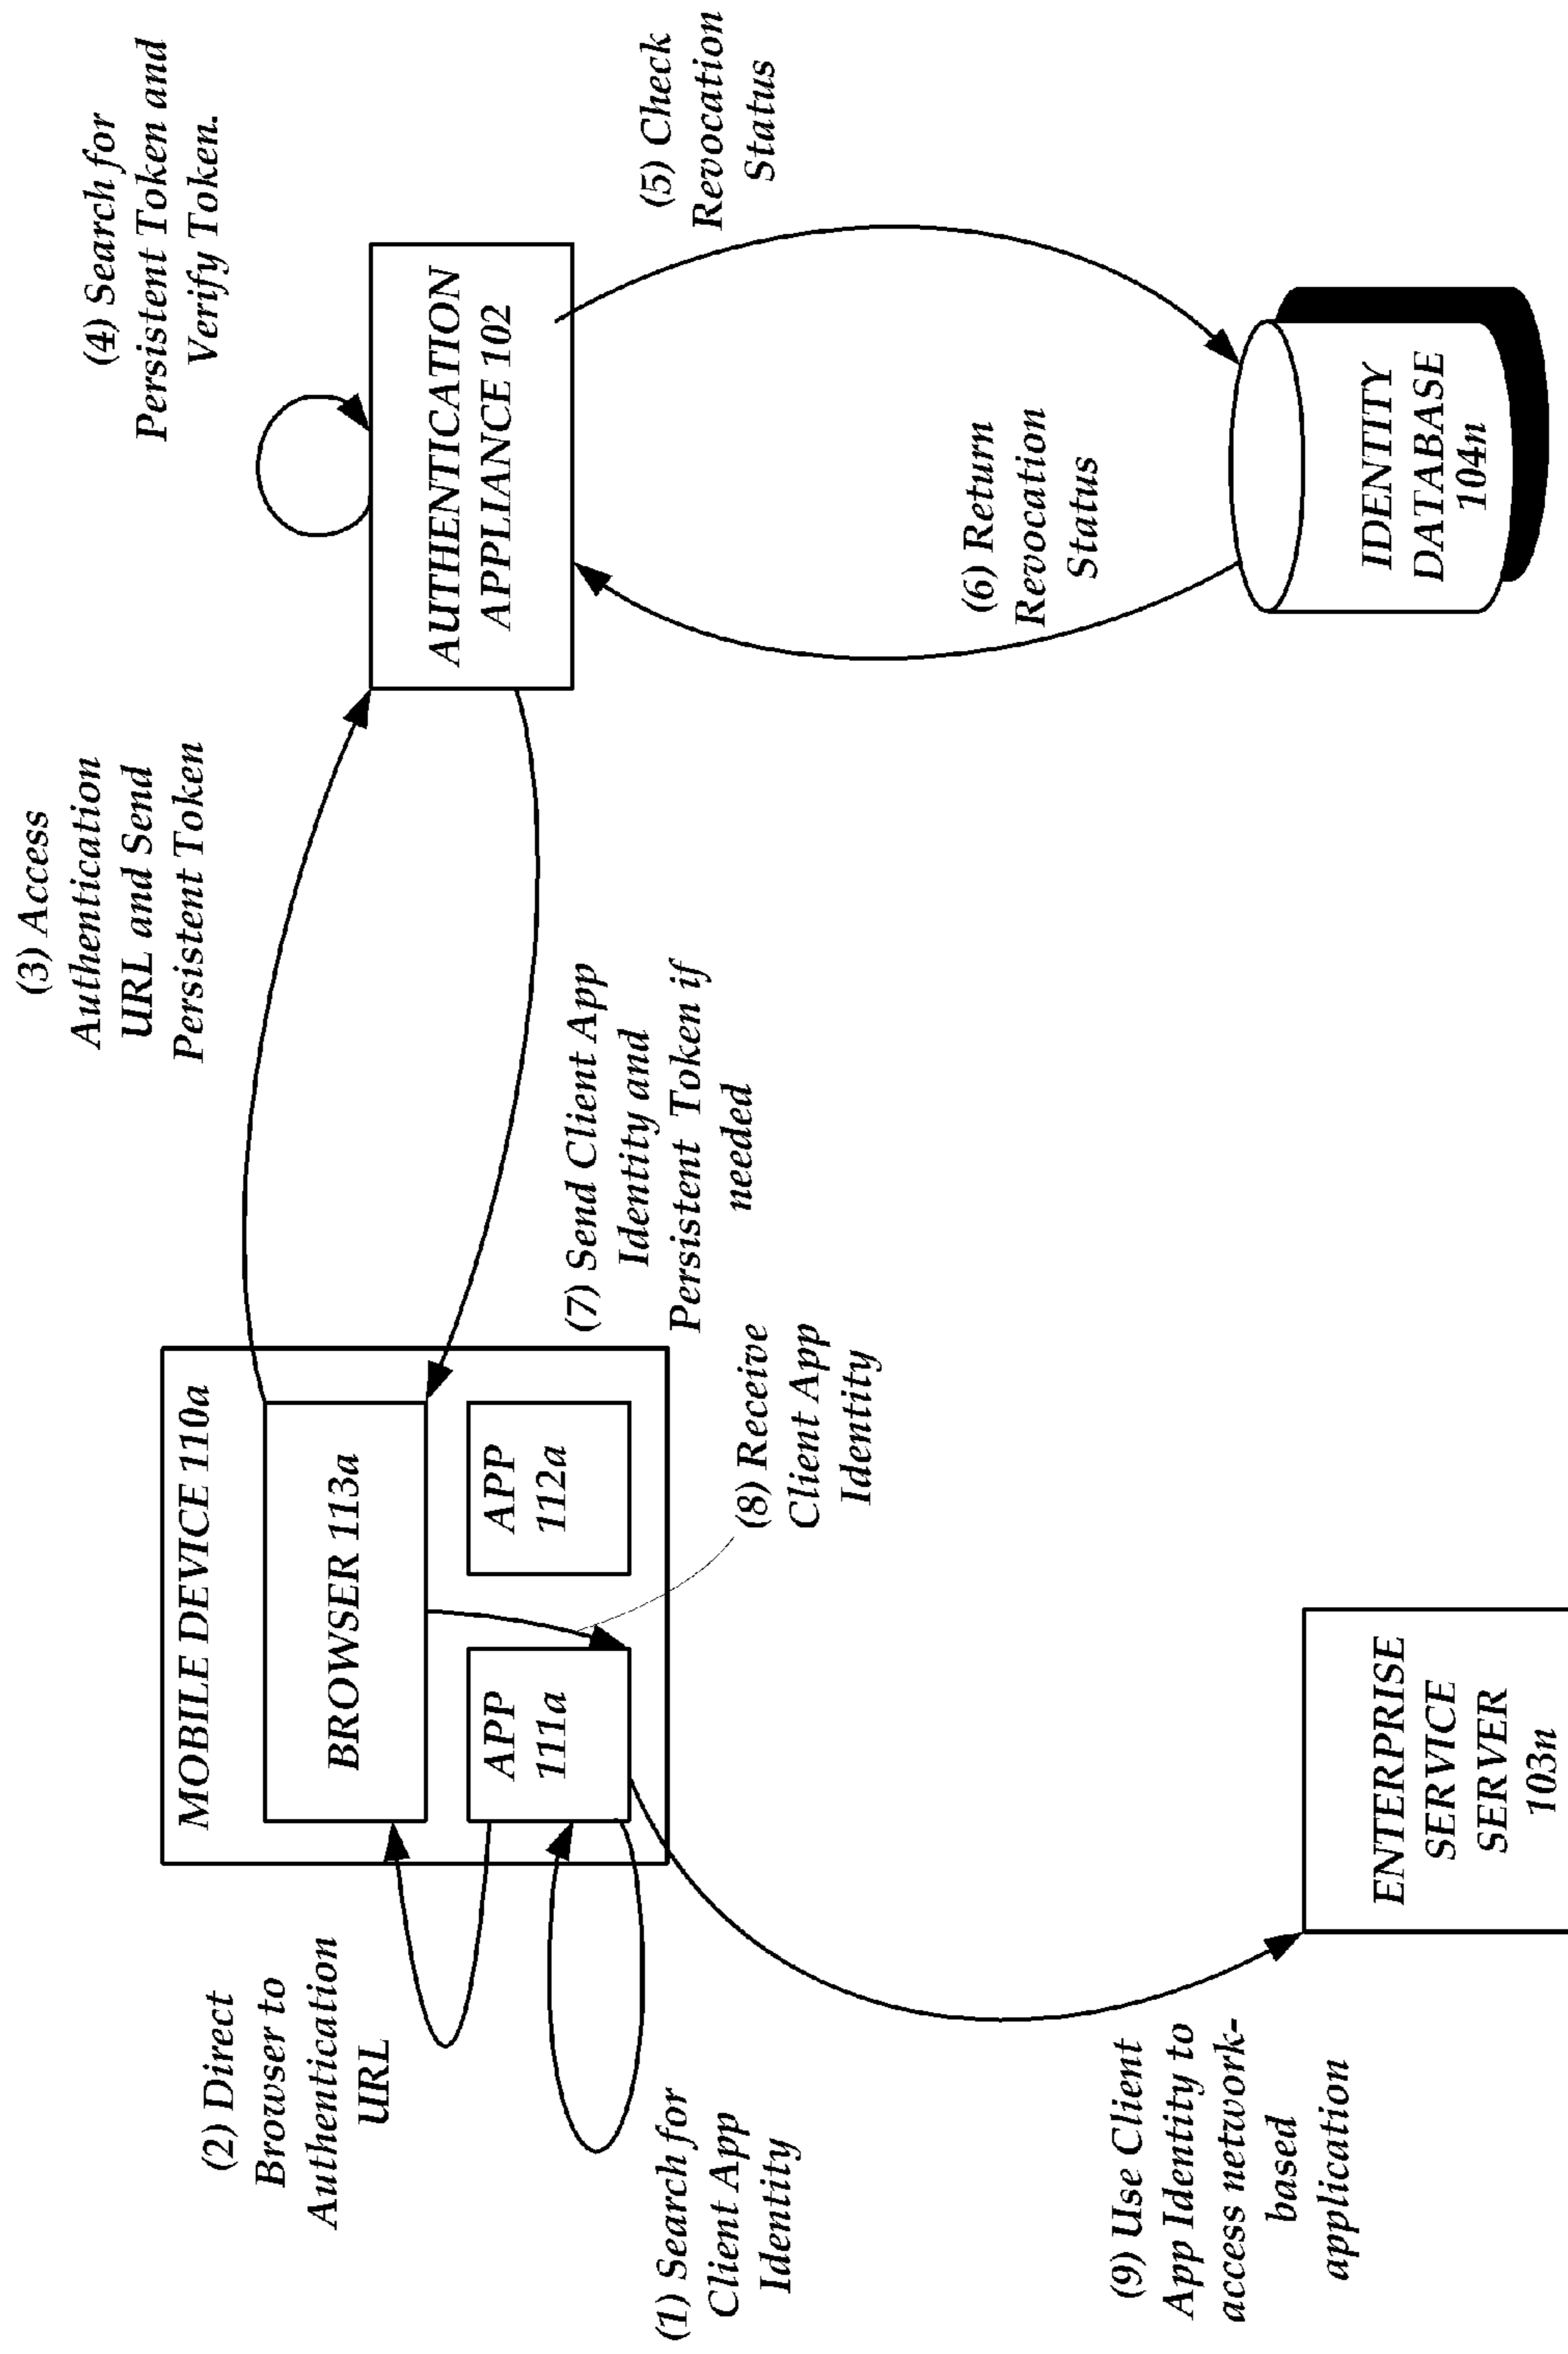 (1) Search for
Client App
Identity
(2) Direct
Browser to
Authentication
URL
MOBILE DEVICE 110a
BROWSER 113a
APP
111a
APP
112a
(3) Access
Authentication
URL and Send
Persistent Token
(4) Search for
Persistent Token and
Verify Token.
AUTHENTICATION
APPLIANCE 102
(5) Check
Revocation
Status
(6) Return
Revocation
Status
IDENTITY
DATABASE
104n
(7) Send Client App
Identity and
Persistent Token if
needed
(8) Receive
Client App
Identity
(9) Use Client
App Identity to
access network-
based
application
ENTERPRISE
SERVICE
SERVER
103n